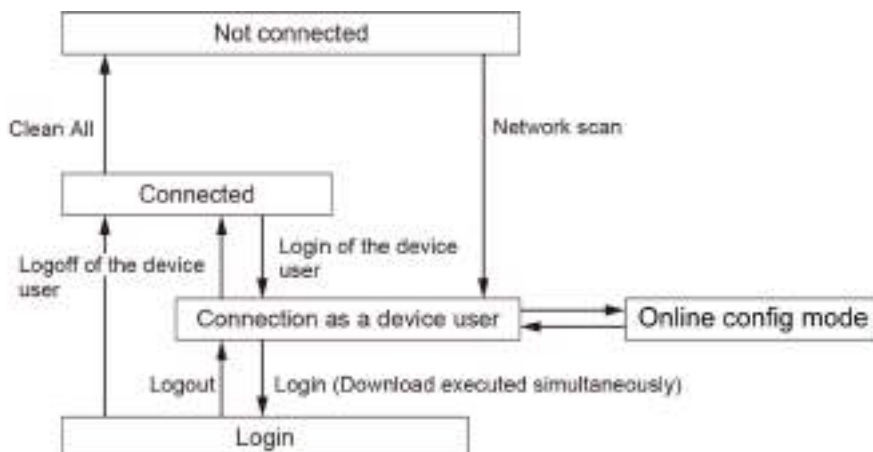 Not connected
Clean All
Network scan
Connected
Logoff of the device
user
Login of the device
user
Connection as a device user
Online config mode
Logout
Login (Download executed simultaneously)
Login